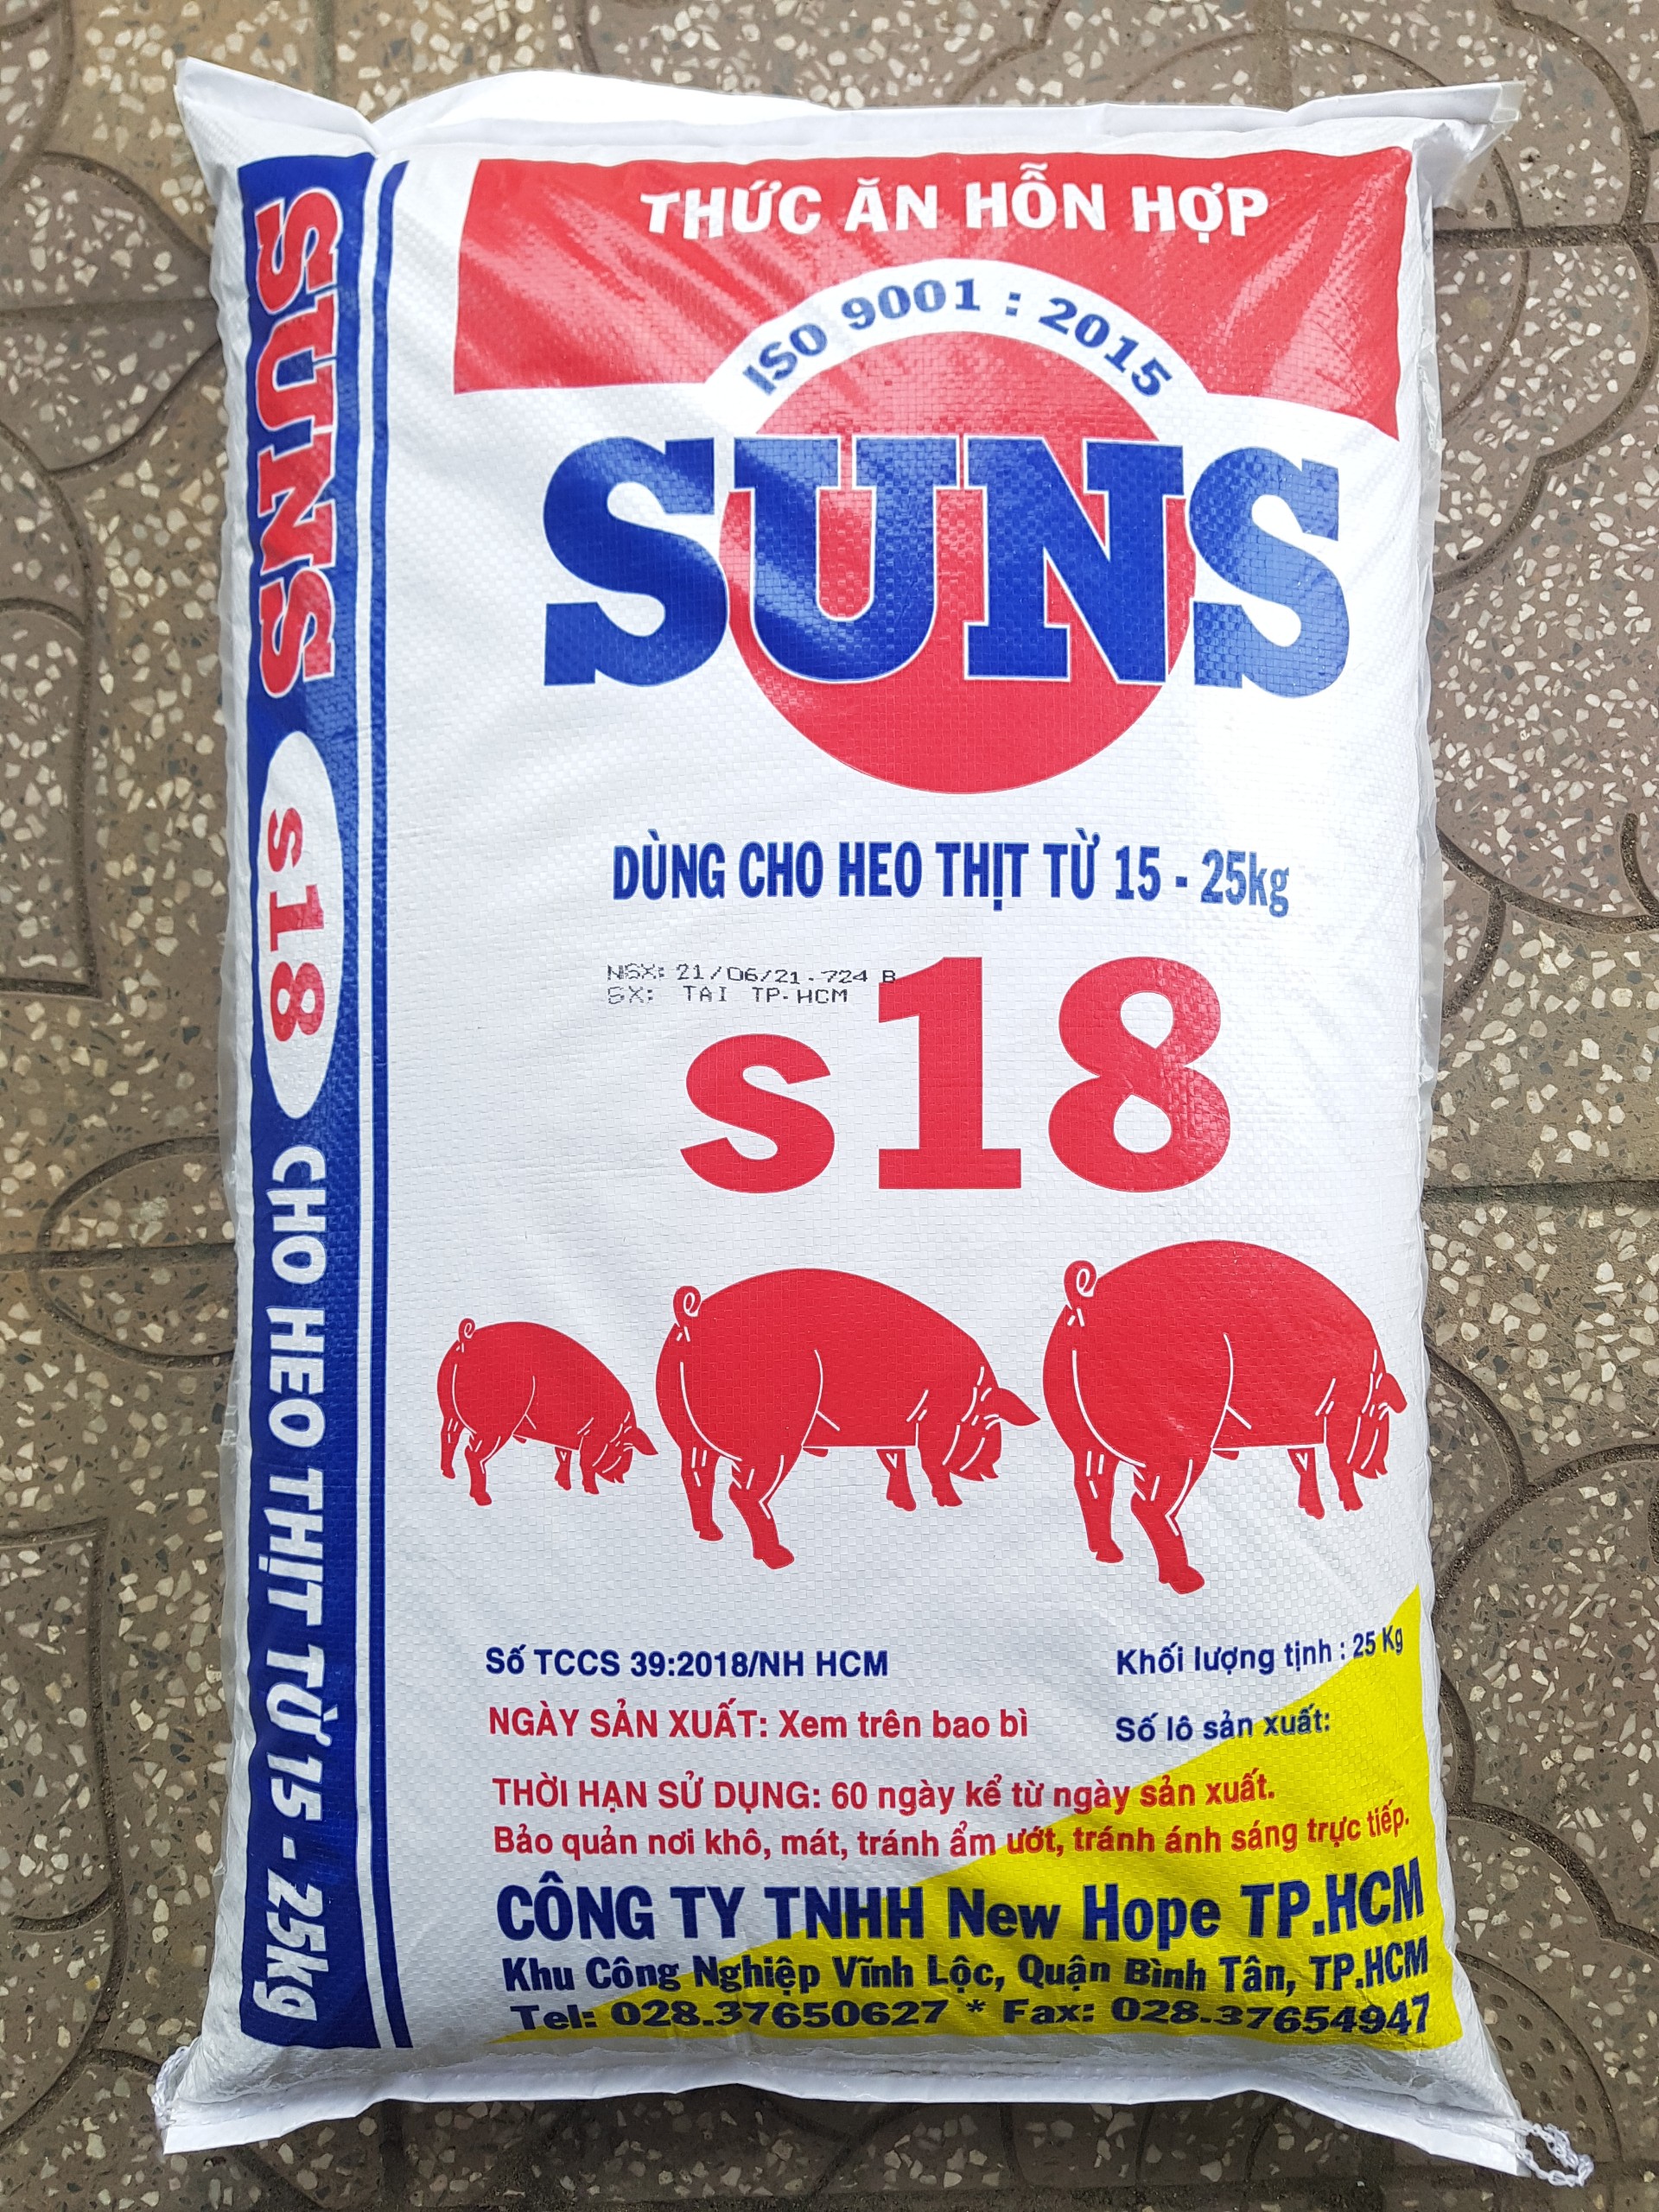 THỨC ĂN HỖN HỢP
ISO 9001 : 2015
SUNS
DÙNG CHO HEO THỊT TỪ 15 - 25kg
NSX: 21/06/21.724 B
SX: TAI TP.HCM
s18
Số TCCS 39:2018/NH HCM
Khối lượng tịnh : 25 Kg
NGÀY SẢN XUẤT: Xem trên bao bì
Số lô sản xuất:
THỜI HẠN SỬ DỤNG: 60 ngày kể từ ngày sản xuất.
Bảo quản nơi khô, mát, tránh ẩm ướt, tránh ánh sáng trực tiếp.
CÔNG TY TNHH New Hope TP.HCM
Khu Công Nghiệp Vĩnh Lộc, Quận Bình Tân, TP.HCM
Tel: 028.37650627 * Fax: 028.37654947
SUNS s18 CHO HEO THỊT TỪ 15 - 25kg